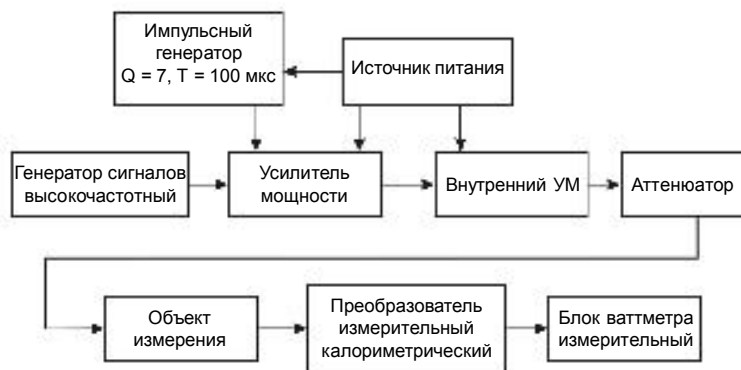 Импульсный
генератор
Q = 7, T = 100 мкс
Источник питания
Генератор сигналов
высокочастотный
Усилитель
мощности
Внутренний УМ
Аттенюатор
Объект
измерения
Преобразователь
измерительный
калориметрический
Блок ваттметра
измерительный